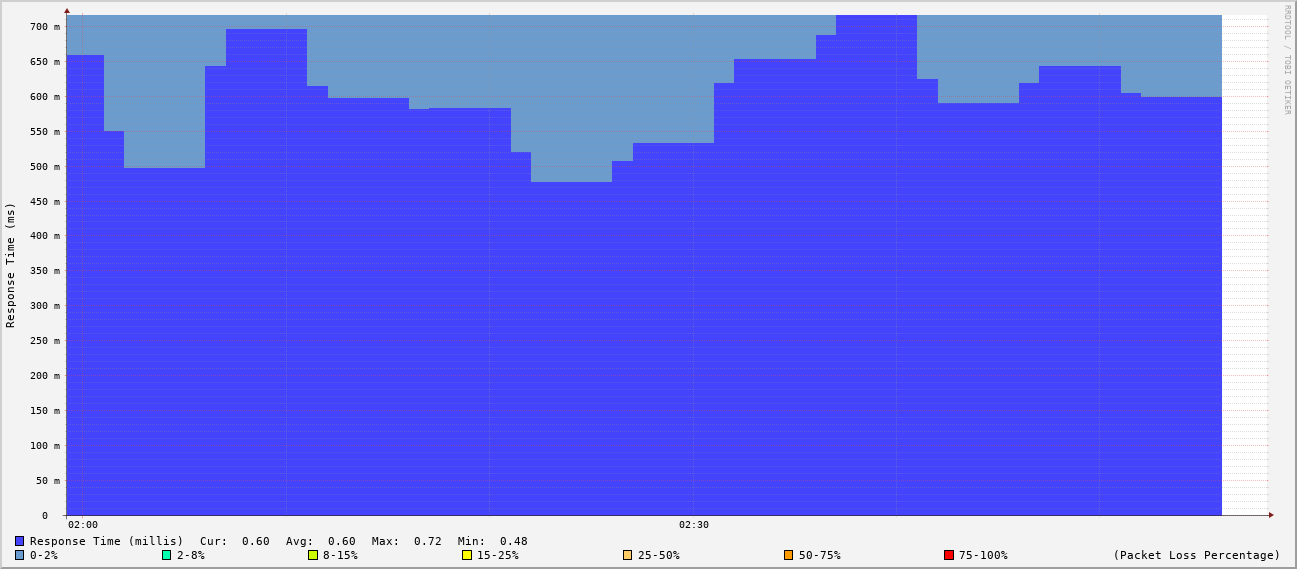 700 m
650 m
600 m
550 m
500 m
450 m
400 m
350 m
300 m
250 m
200 m
150 m
100 m
50 m
0
Response Time (ms)
02:00 02:30
RRDTOOL / TOBI OETIKER
Response Time (millis) Cur: 0.60 Avg: 0.60 Max: 0.72 Min: 0.48
0-2% 2-8% 8-15% 15-25% 25-50% 50-75% 75-100% (Packet Loss Percentage)